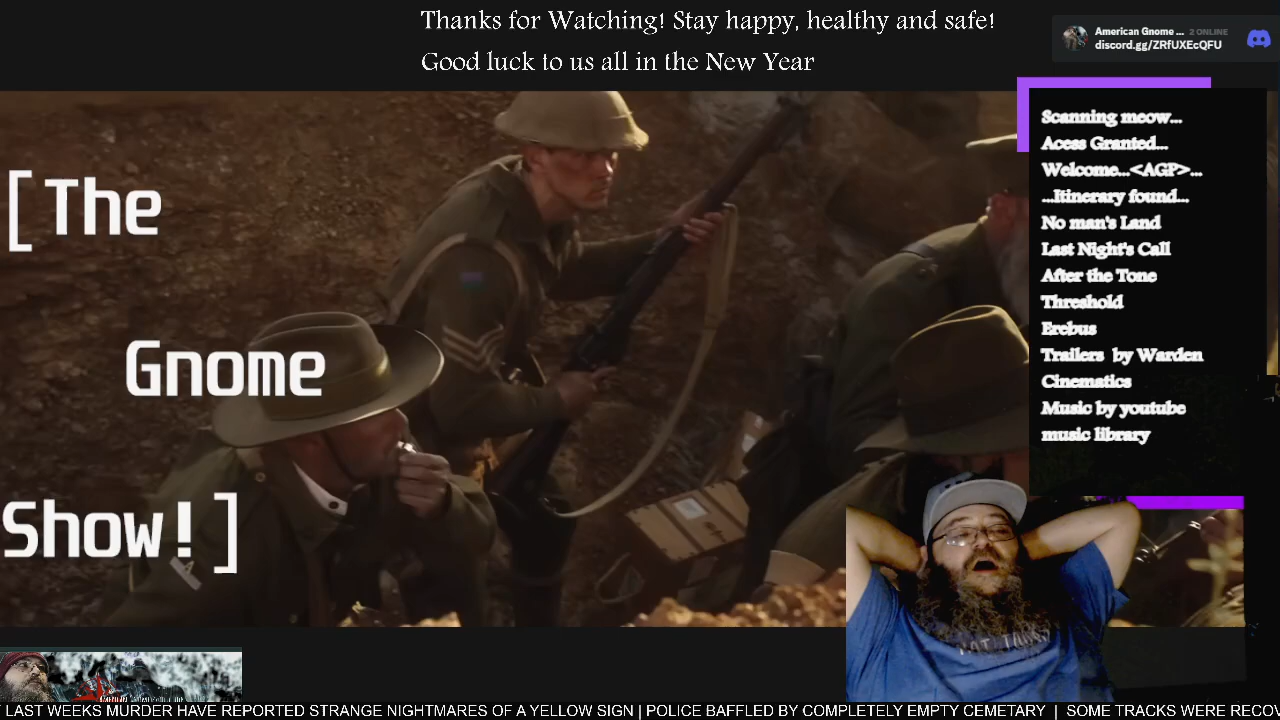 Thanks for Watching! Stay happy, healthy and safe!
Good luck to us all in the New Year
American Gnome ... 2 ONLINE
discord.gg/ZRfUXEcQFU
[The
Gnome
Show!]
Scanning meow...
Acess Granted...
Welcome...<AGP>...
...Itinerary found...
No man's Land
Last Night's Call
After the Tone
Threshold
Erebus
Trailers by Warden
Cinematics
Music by youtube
music library
LAST WEEKS MURDER HAVE REPORTED STRANGE NIGHTMARES OF A YELLOW SIGN | POLICE BAFFLED BY COMPLETELY EMPTY CEMETARY | SOME TRACKS WERE RECOV